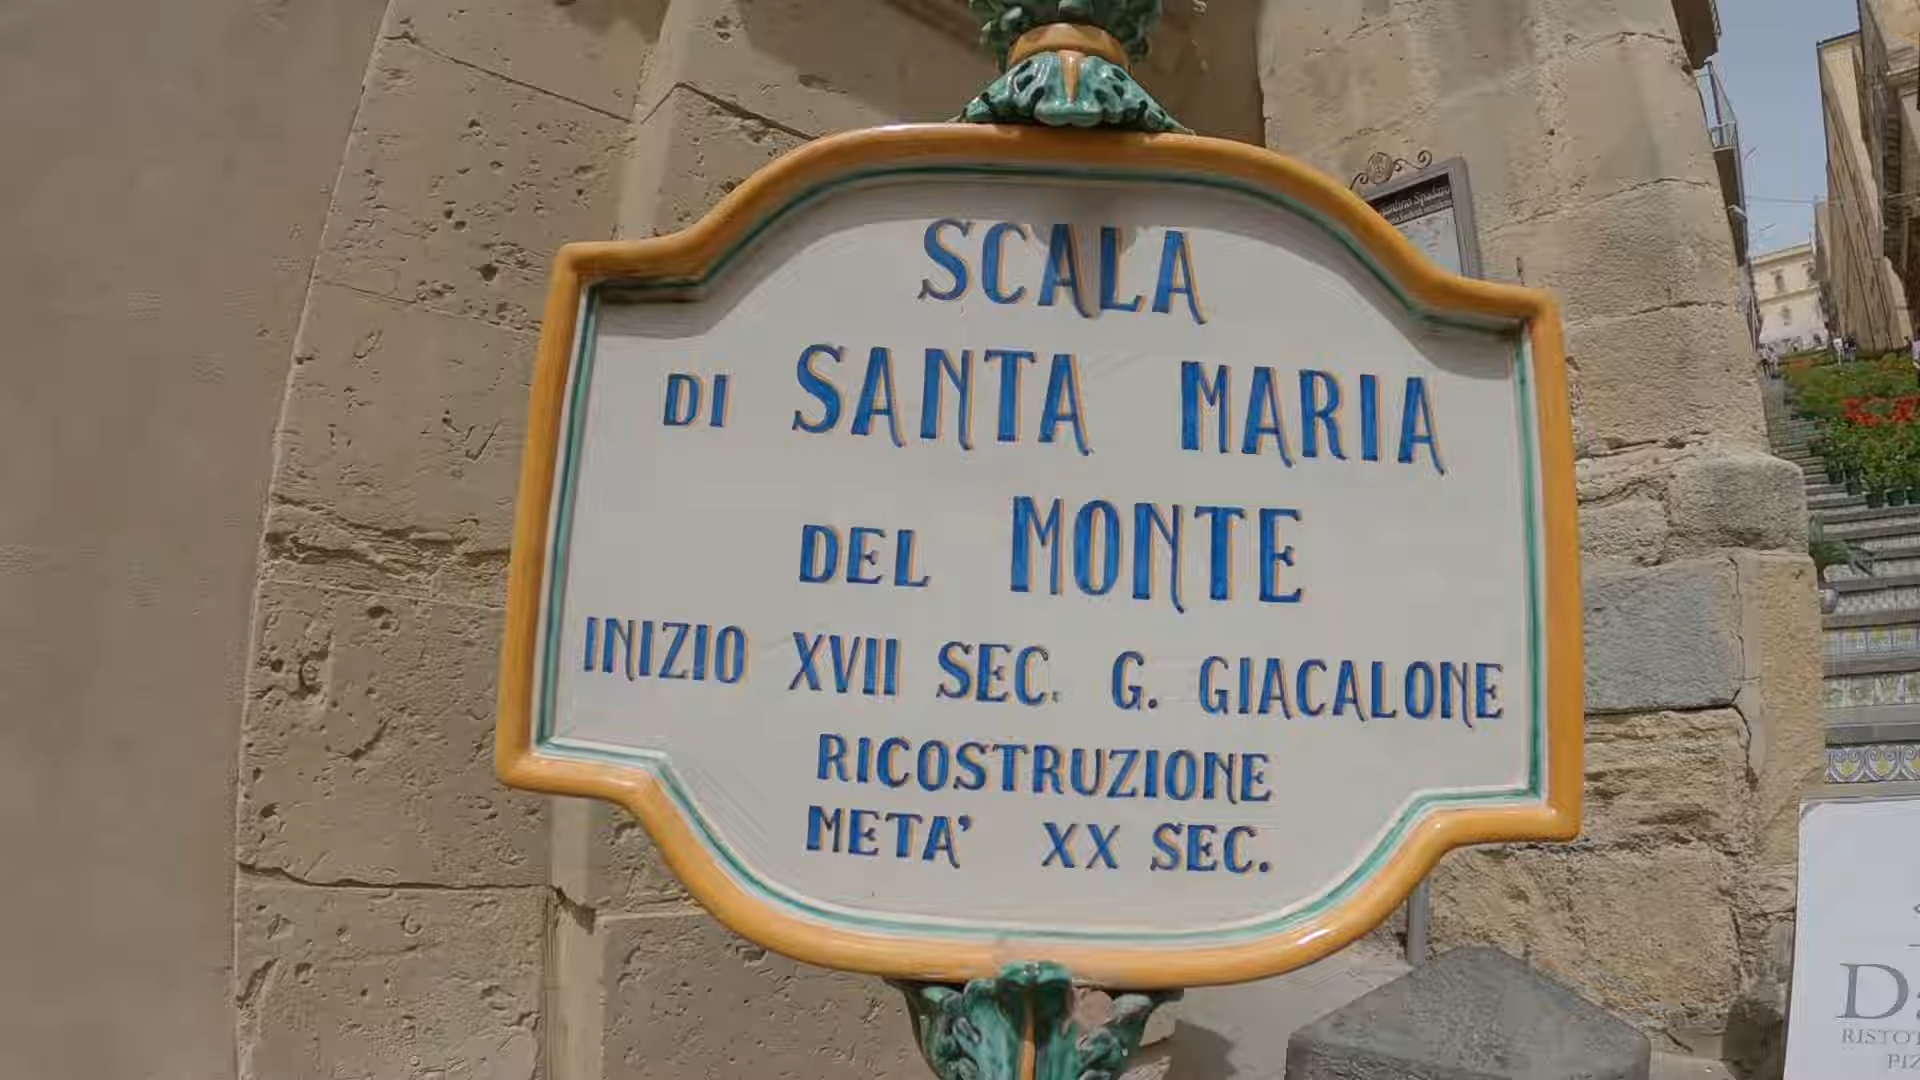 SCALA
DI SANTA MARIA
DEL MONTE
INIZIO XVII SEC. G. GIACALONE
RICOSTRUZIONE
META' XX SEC.